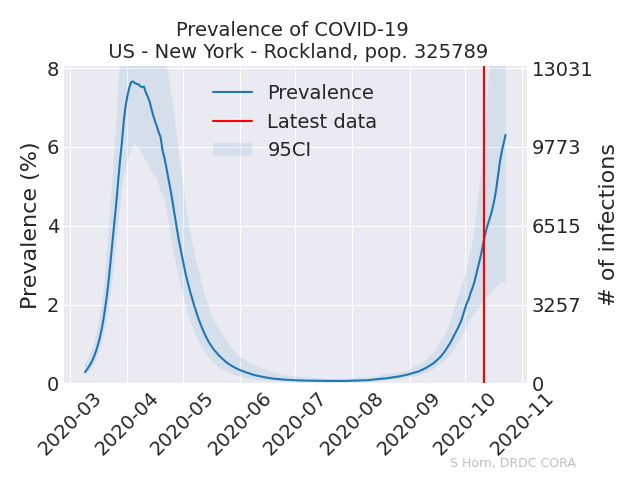 Prevalence of COVID-19
US - New York - Rockland, pop. 325789
Prevalence (%)
8
6
4
2
0
Prevalence
Latest data
95CI
13031
9773
6515
3257
0
# of infections
2020-03
2020-04
2020-05
2020-06
2020-07
2020-08
2020-09
2020-10
2020-11
S Horn, DRDC CORA